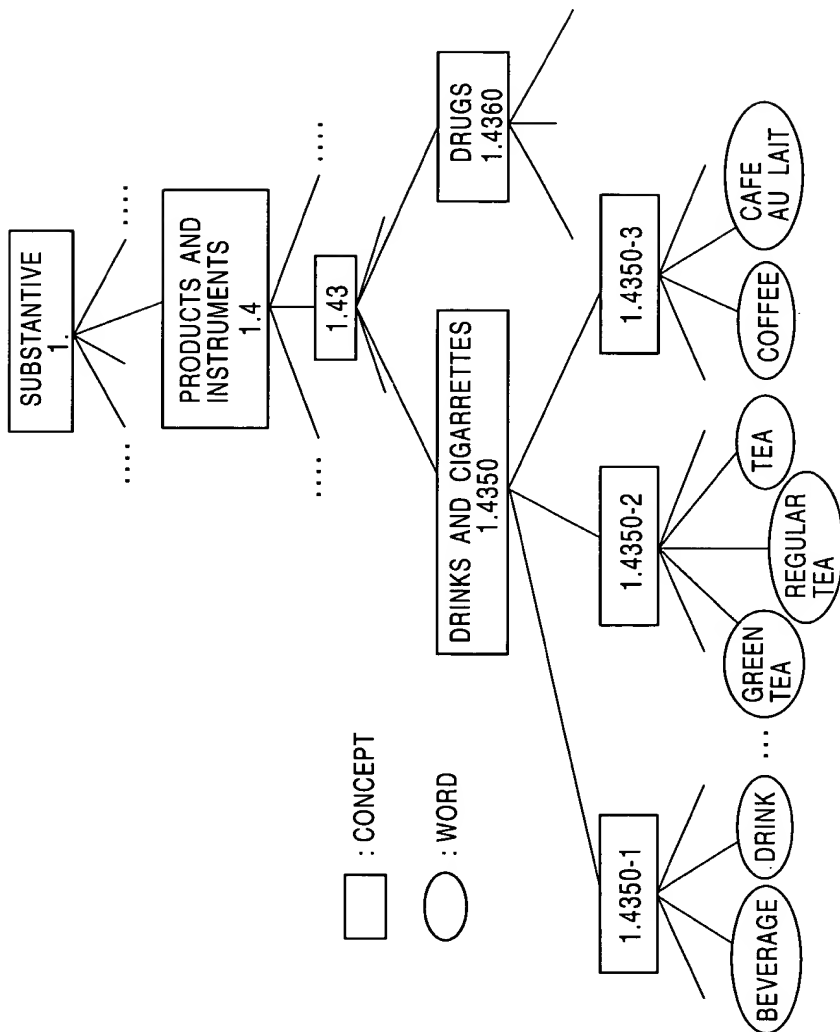 SUBSTANTIVE
1.
....
....
PRODUCTS AND
INSTRUMENTS
1.4
....
....
1.43
DRINKS AND CIGARRETTES
1.4350
DRUGS
1.4360
: CONCEPT
: WORD
1.4350-1
1.4350-2
1.4350-3
BEVERAGE
DRINK
...
GREEN
TEA
REGULAR
TEA
TEA
COFFEE
CAFE
AU LAIT